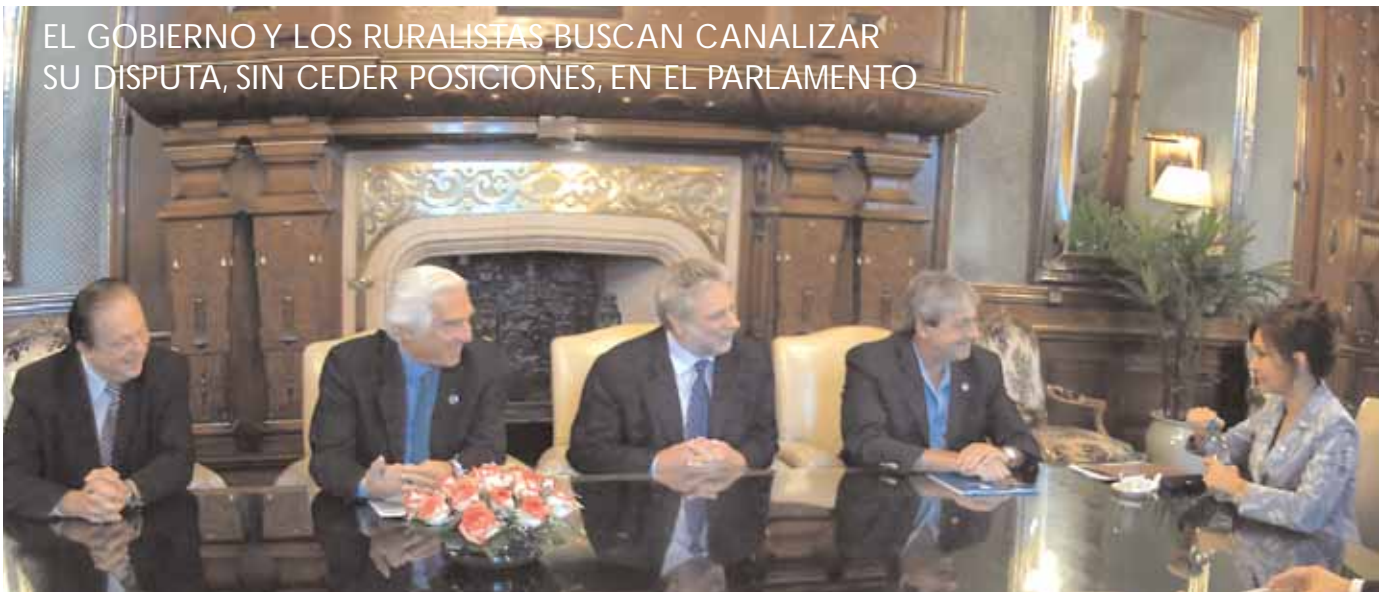 EL GOBIERNO Y LOS RURALISTAS BUSCAN CANALIZAR
SU DISPUTA, SIN CEDER POSICIONES, EN EL PARLAMENTO